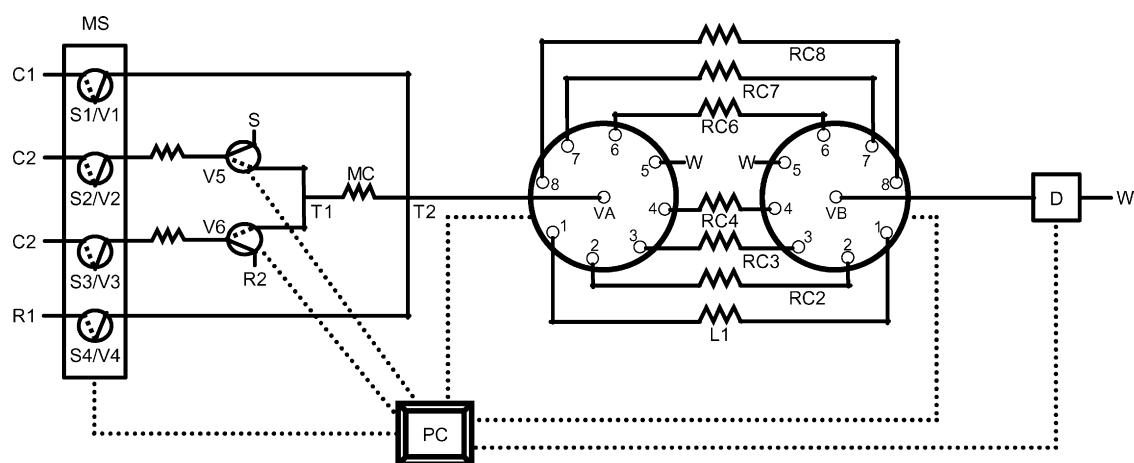 MS
C1
S1/V1
C2
S2/V2
C2
S3/V3
R1
S4/V4
S
V5
V6
R2
T1
MC
T2
RC8
RC7
RC6
7
6
5
W
8
VA
4
1
2
3
W
5
6
7
8
VB
4
3
2
1
RC4
RC3
RC2
L1
D
W
PC